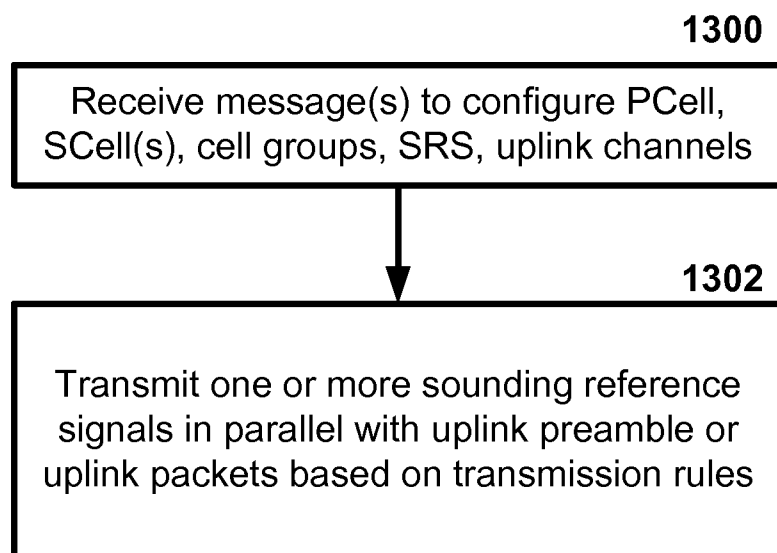 1300
Receive message(s) to configure PCell,
SCell(s), cell groups, SRS, uplink channels
1302
Transmit one or more sounding reference
signals in parallel with uplink preamble or
uplink packets based on transmission rules